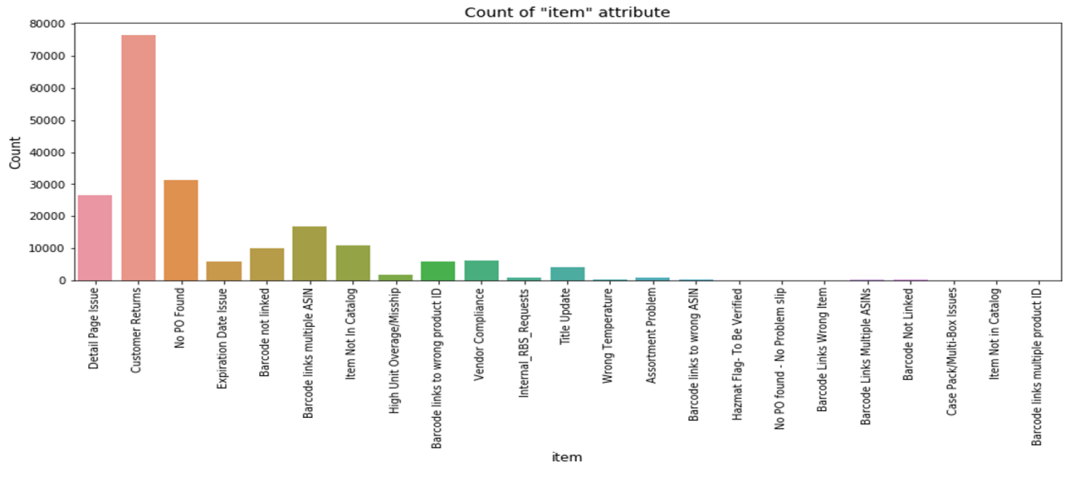 Count of "item" attribute
80000
70000
60000
50000
40000
30000
20000
10000
0
Count
Detail Page Issue
Customer Returns
No PO Found
Expiration Date Issue
Barcode not linked
Barcode links multiple ASIN
Item Not In Catalog
High Unit Overage/Misship
Barcode links to wrong product ID
Vendor Compliance
Internal_RBS_Requests
Title Update
Wrong Temperature
Assortment Problem
Barcode links to wrong ASIN
Hazmat Flag- To Be Verified
No PO found - No Problem slip
Barcode Links Wrong Item
Barcode Links Multiple ASINs
Barcode Not Linked
Case Pack/Multi-Box Issues
Item Not in Catalog
Barcode links multiple product ID
item